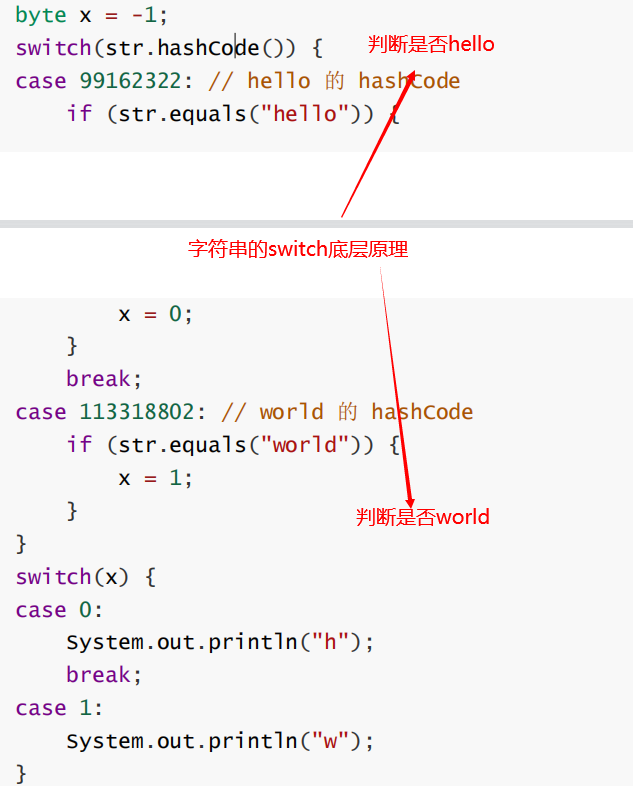 byte x = -1;
switch(str.hashCode()) {
判断是否hello
case 99162322: // hello 的 hashCode
    if (str.equals("hello")) {
字符串的switch底层原理
        x = 0;
    }
    break;
case 113318802: // world 的 hashCode
    if (str.equals("world")) {
        x = 1;
    }
判断是否world
}
switch(x) {
case 0:
    System.out.println("h");
    break;
case 1:
    System.out.println("w");
}